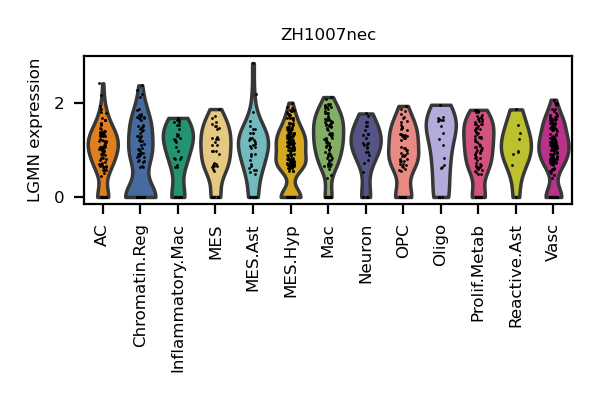 ZH1007nec
LGMN expression
2
0
AC
Chromatin.Reg
Inflammatory.Mac
MES
MES.Ast
MES.Hyp
Mac
Neuron
OPC
Oligo
Prolif.Metab
Reactive.Ast
Vasc